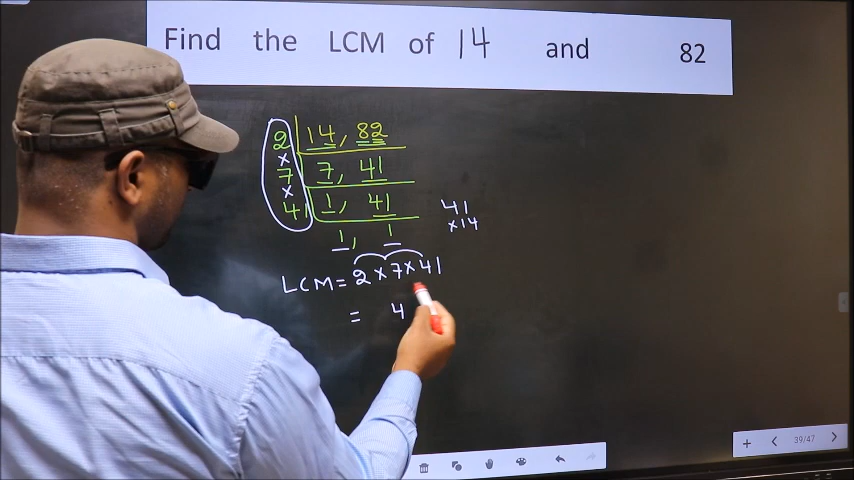 Find the LCM of 14 and 82
2 14, 82
×
7 7, 41
×
41 1, 41
1, 1
41
×14
LCM = 2 × 7 × 41
= 4
39/47